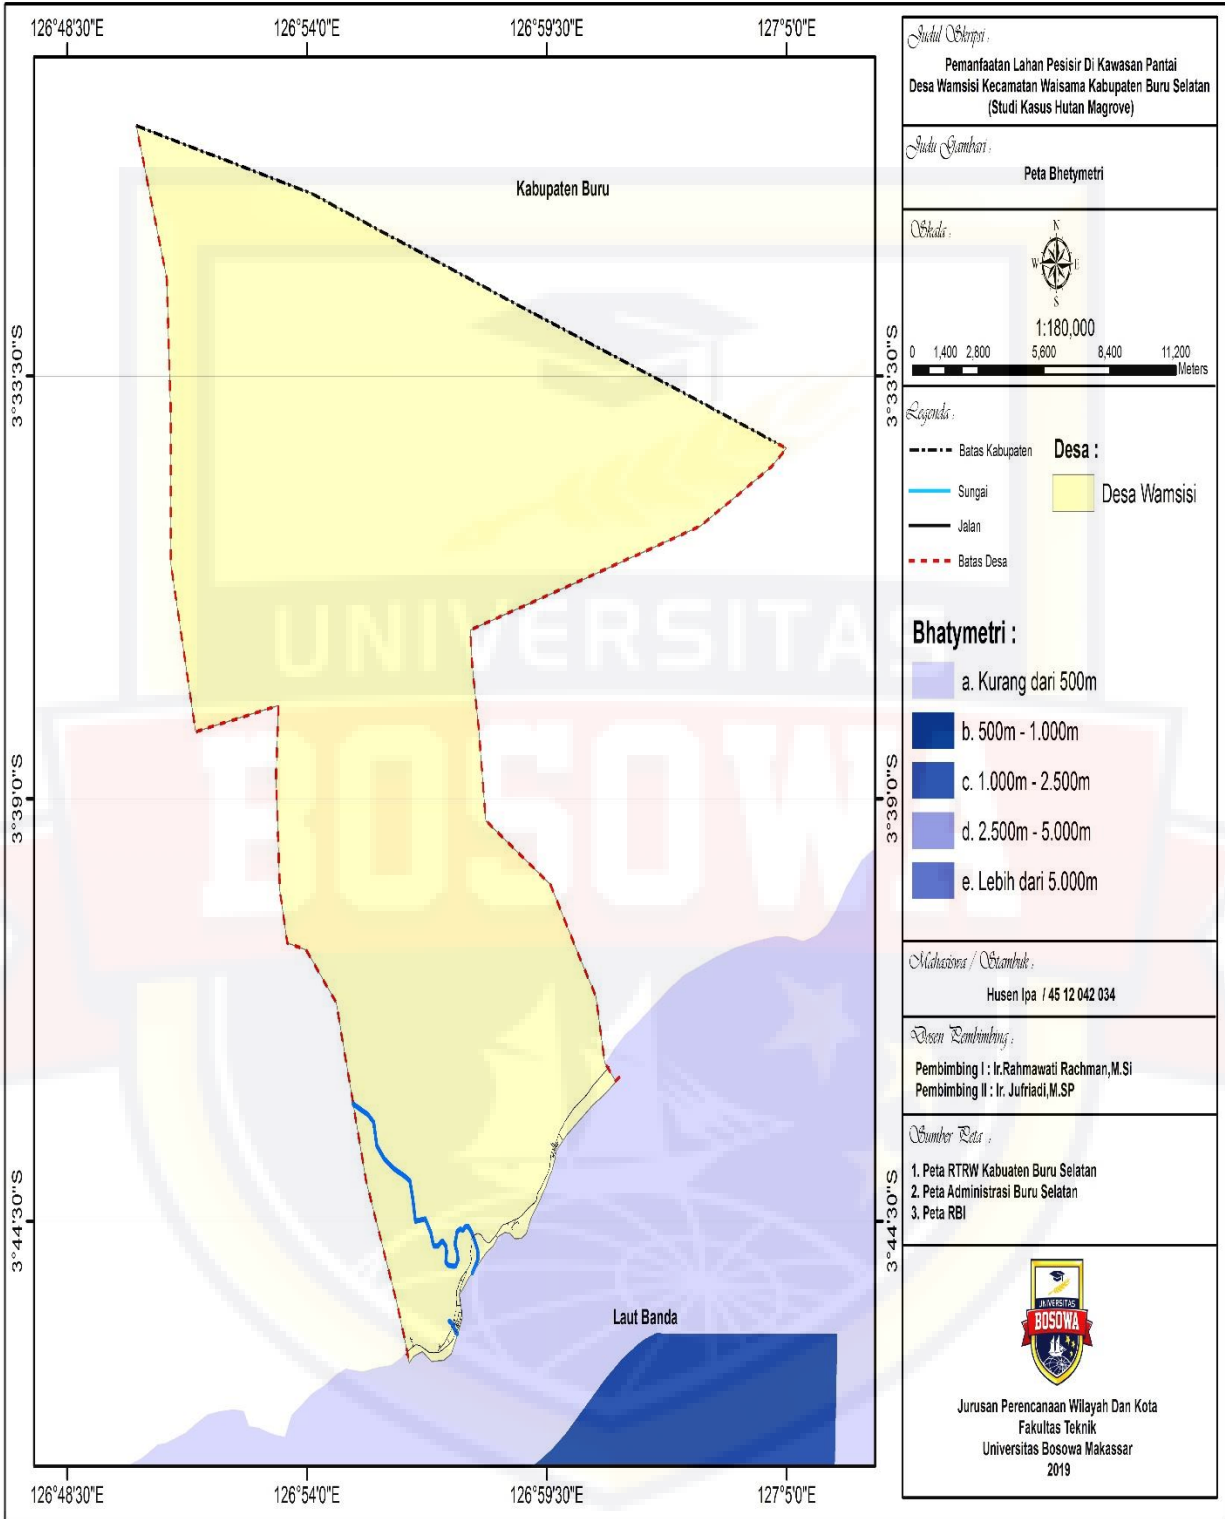 126°48'30"E
126°54'0"E
126°59'30"E
127°5'0"E
3°33'30"S
3°39'0"S
3°44'30"S
3°33'30"S
3°39'0"S
3°44'30"S
126°48'30"E
126°54'0"E
126°59'30"E
127°5'0"E
Kabupaten Buru
Laut Banda
UNIVERSITAS
BOSOWA
Judul Skripsi :
Pemanfaatan Lahan Pesisir Di Kawasan Pantai
Desa Wamsisi Kecamatan Waisama Kabupaten Buru Selatan
(Studi Kasus Hutan Magrove)
Judu Gambari :
Peta Bhetymetri
Skala :
N
W E
S
1:180,000
0 1,400 2,800 5,600 8,400 11,200
Meters
Legenda :
Batas Kabupaten
Sungai
Jalan
Batas Desa
Desa :
Desa Wamsisi
Bhatymetri :
a. Kurang dari 500m
b. 500m - 1.000m
c. 1.000m - 2.500m
d. 2.500m - 5.000m
e. Lebih dari 5.000m
Mahasiswa / Stambuk :
Husen Ipa / 45 12 042 034
Dosen Pembimbing :
Pembimbing I : Ir.Rahmawati Rachman,M.Si
Pembimbing II : Ir. Jufriadi,M.SP
Sumber Peta :
1. Peta RTRW Kabuaten Buru Selatan
2. Peta Administrasi Buru Selatan
3. Peta RBI
UNIVERSITAS
BOSOWA
Jurusan Perencanaan Wilayah Dan Kota
Fakultas Teknik
Universitas Bosowa Makassar
2019